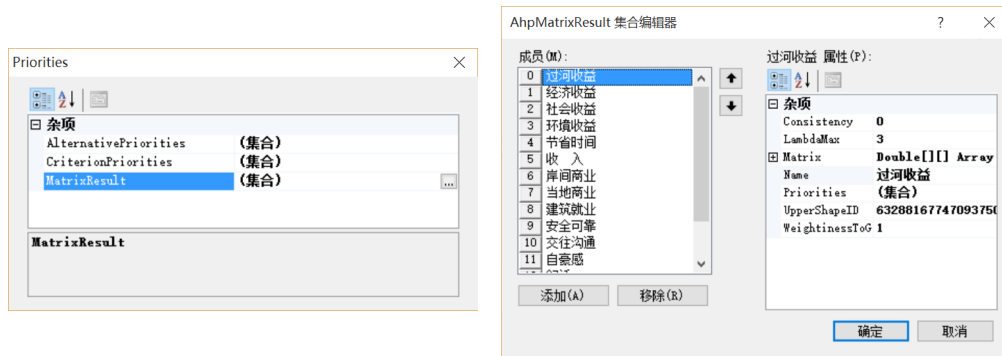 Priorities
杂项
AlternativePriorities (集合)
CriterionPriorities (集合)
MatrixResult (集合) ...
MatrixResult
AhpMatrixResult 集合编辑器
成员(M):
0 过河收益
1 经济收益
2 社会收益
3 环境收益
4 节省时间
5 收 入
6 岸间商业
7 当地商业
8 建筑就业
9 安全可靠
10 交往沟通
11 自豪感
添加(A) 移除(R)
过河收益 属性(P):
杂项
Consistency 0
LambdaMax 3
Matrix Double[][] Array
Name 过河收益
Priorities (集合)
UpperShapeID 6328816774709375
WeightinessToG 1
确定 取消